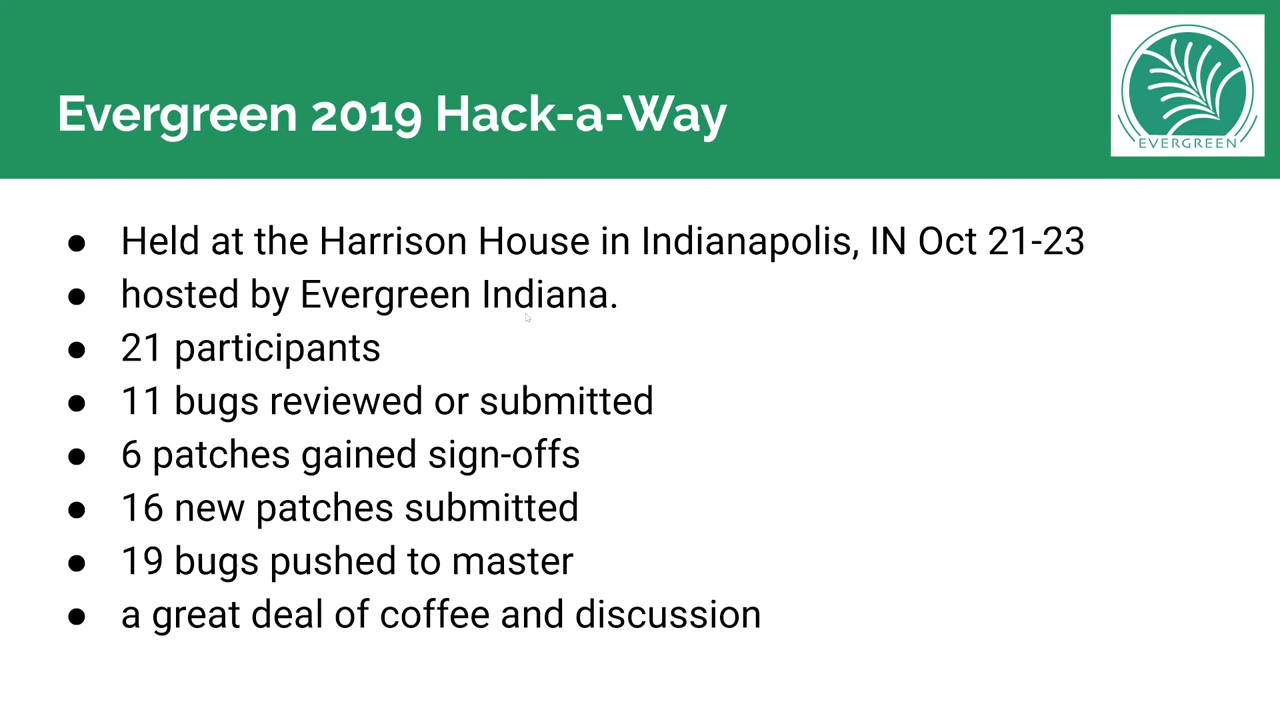 Evergreen 2019 Hack-a-Way
EVERGREEN
● Held at the Harrison House in Indianapolis, IN Oct 21-23
● hosted by Evergreen Indiana.
● 21 participants
● 11 bugs reviewed or submitted
● 6 patches gained sign-offs
● 16 new patches submitted
● 19 bugs pushed to master
● a great deal of coffee and discussion